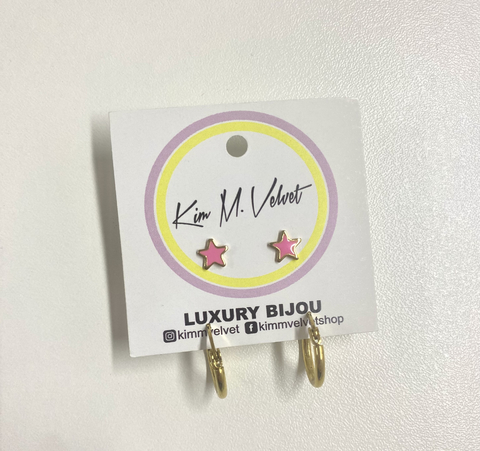 Kim M. Velvet
LUXURY BIJOU
kimmvelvet kimmvelvetshop